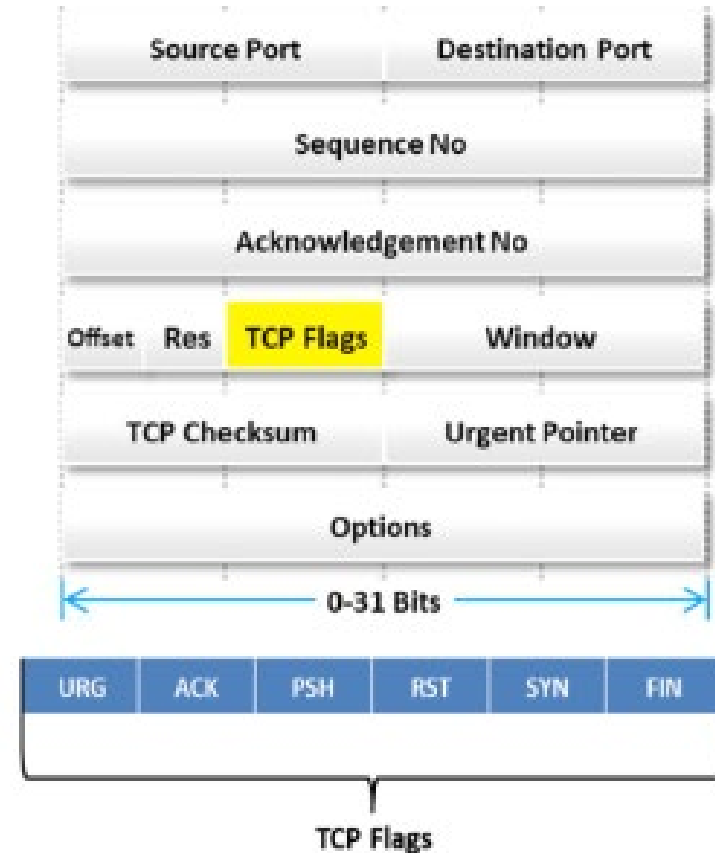 Source Port Destination Port
Sequence No
Acknowledgement No
Offset Res TCP Flags Window
TCP Checksum Urgent Pointer
Options
0-31 Bits
URG ACK PSH RST SYN FIN
TCP Flags